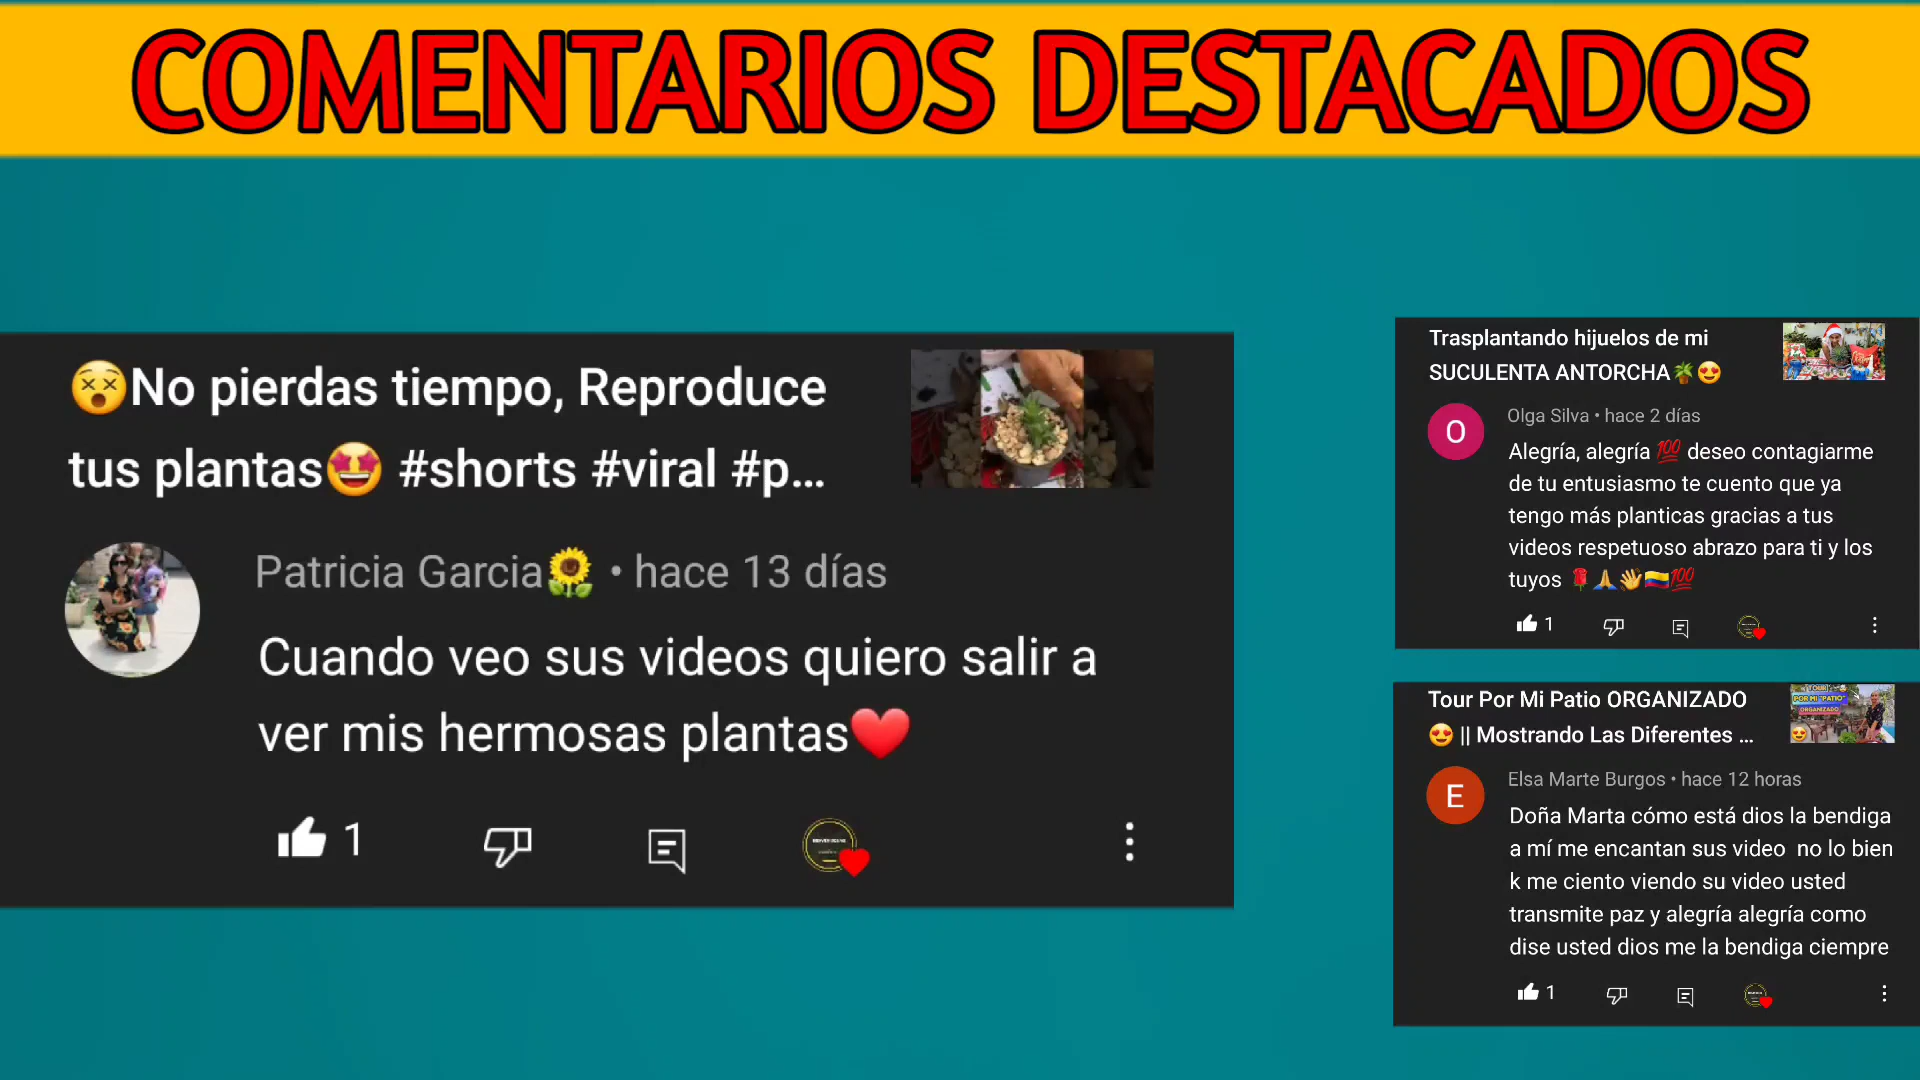 COMENTARIOS DESTACADOS
😵No pierdas tiempo, Reproduce
tus plantas🤩 #shorts #viral #p...
Patricia Garcia🌻 • hace 13 días
Cuando veo sus videos quiero salir a
ver mis hermosas plantas❤️
1
Trasplantando hijuelos de mi
SUCULENTA ANTORCHA🌴😍
O
Olga Silva • hace 2 días
Alegría, alegría 💯 deseo contagiarme
de tu entusiasmo te cuento que ya
tengo más planticas gracias a tus
videos respetuoso abrazo para ti y los
tuyos 🌹🙏👋🇨🇴💯
1
Tour Por Mi Patio ORGANIZADO
😍 || Mostrando Las Diferentes ...
TOUR
POR MI "PATIO"
ORGANIZADO
E
Elsa Marte Burgos • hace 12 horas
Doña Marta cómo está dios la bendiga
a mí me encantan sus video no lo bien
k me ciento viendo su video usted
transmite paz y alegría alegría como
dise usted dios me la bendiga ciempre
1